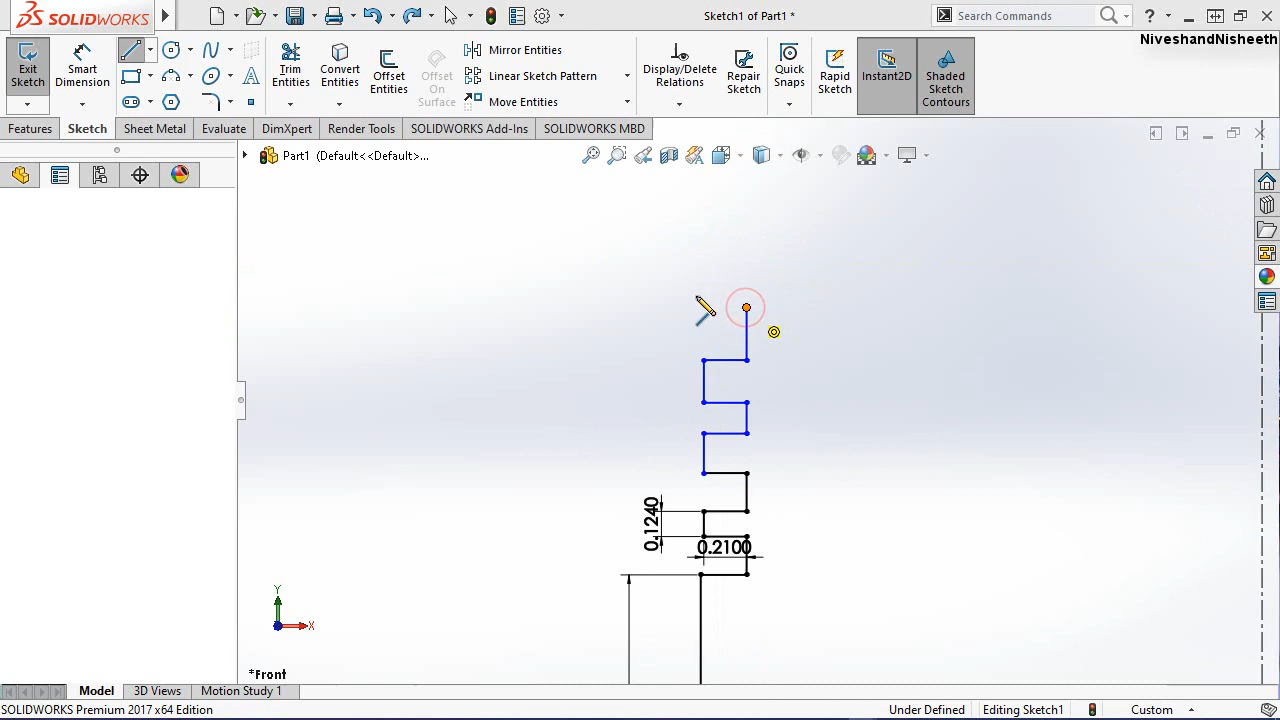 SOLIDWORKS
Sketch1 of Part1 *
Search Commands
?
NiveshandNisheeth
Exit Sketch
Smart Dimension
Trim Entities
Convert Entities
Offset Entities
Offset On Surface
Mirror Entities
Linear Sketch Pattern
Move Entities
Display/Delete Relations
Repair Sketch
Quick Snaps
Rapid Sketch
Instant2D
Shaded Sketch Contours
Features
Sketch
Sheet Metal
Evaluate
DimXpert
Render Tools
SOLIDWORKS Add-Ins
SOLIDWORKS MBD
Part1 (Default<<Default>...
0.1240
0.2100
Y
X
*Front
Model
3D Views
Motion Study 1
SOLIDWORKS Premium 2017 x64 Edition
Under Defined
Editing Sketch1
Custom